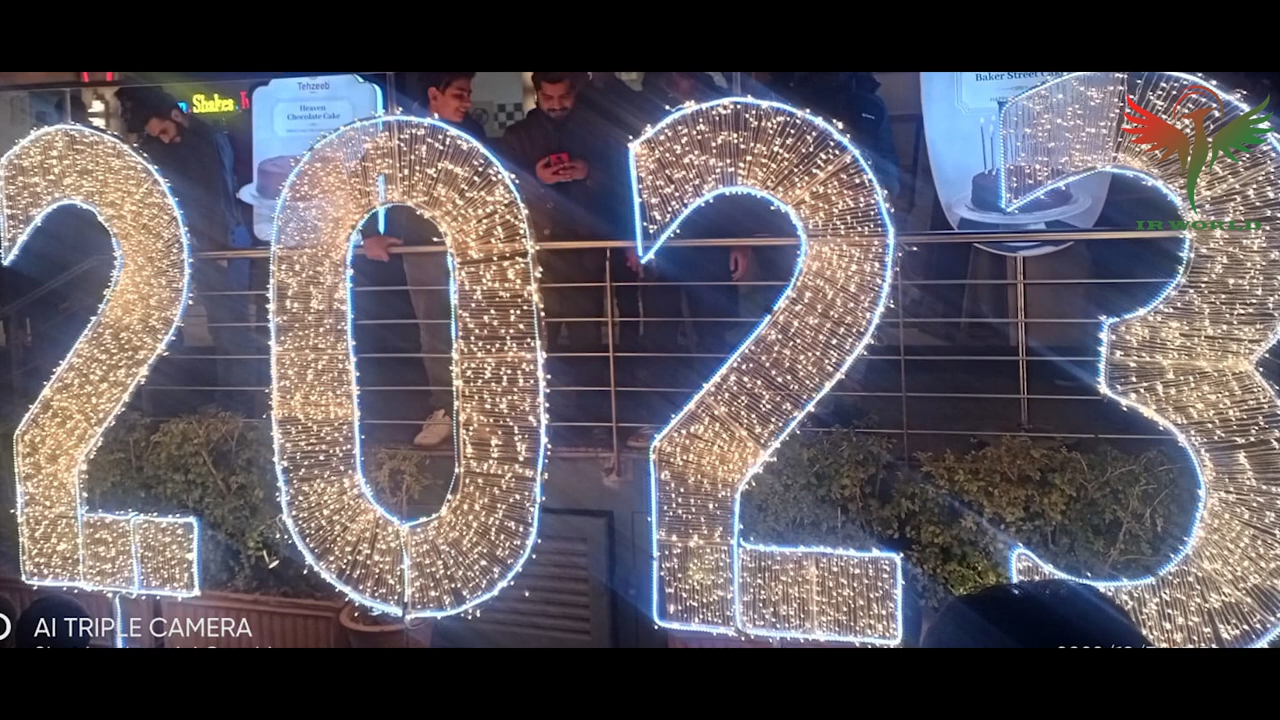 Tehzeeb
Heaven
Chocolate Cake
Shakes
Baker Street
IR WORLD
2023
AI TRIPLE CAMERA